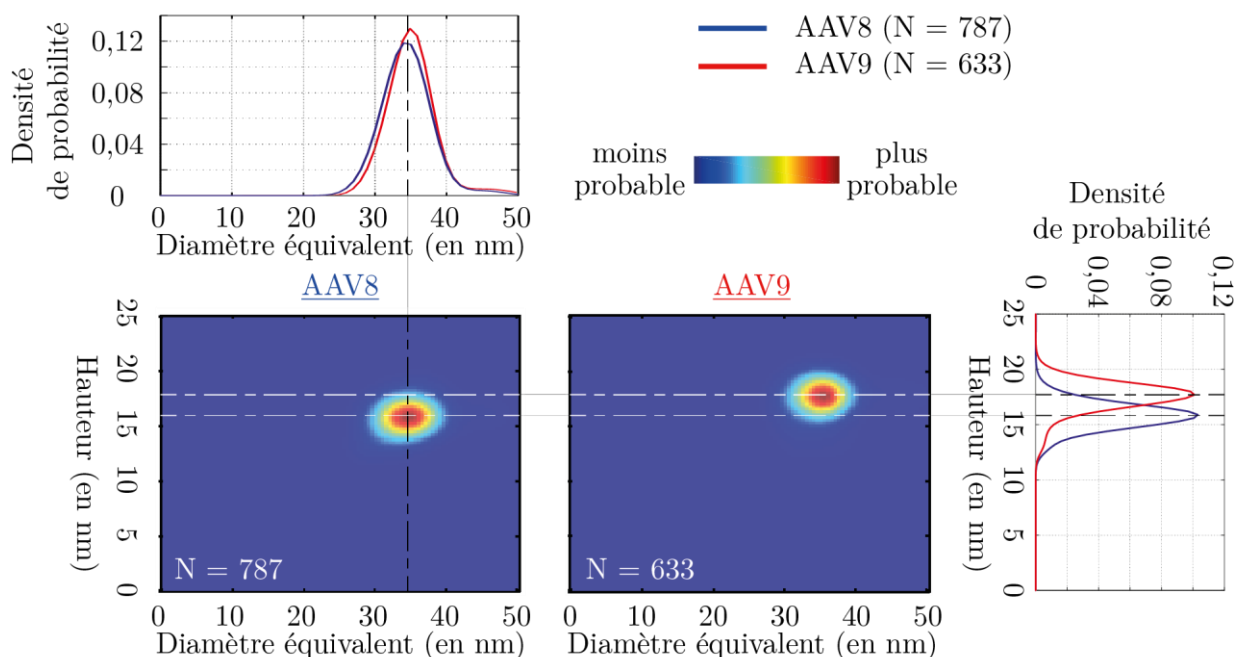 Densité
de probabilité
0,12
0,08
0,04
0
0 10 20 30 40 50
Diamètre équivalent (en nm)
AAV8 (N = 787)
AAV9 (N = 633)
moins
probable
plus
probable
Densité
de probabilité
0 0,04 0,08 0,12
AAV8
Hauteur (en nm)
25
20
15
10
5
0
N = 787
0 10 20 30 40 50
Diamètre équivalent (en nm)
AAV9
N = 633
0 10 20 30 40 50
Diamètre équivalent (en nm)
Hauteur (en nm)
25
20
15
10
5
0